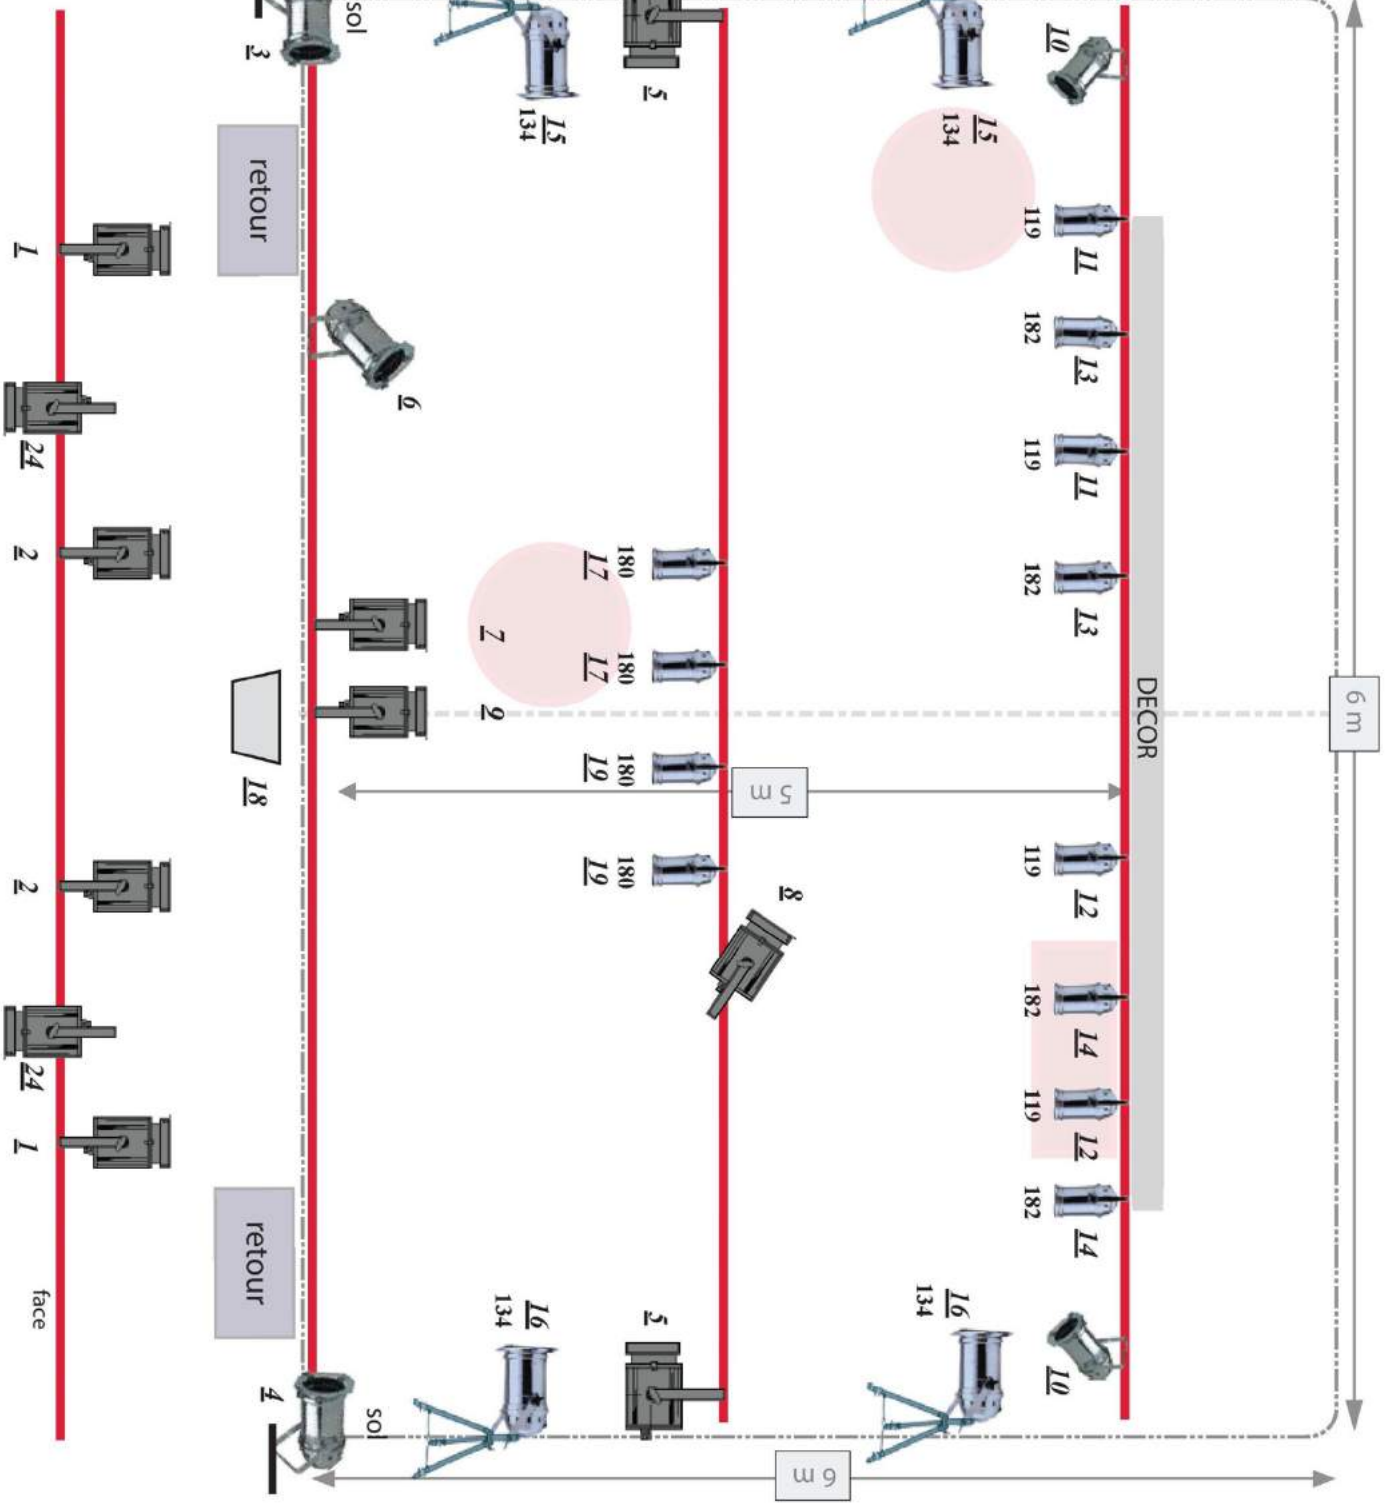 6 m
DECOR
10 11 13 11 13 12 14 12 14 10
119 182 119 182 119 182 119 182
15 16
134 134
5 m
8
6 m
5 5
180 180 180 180
17 17 19 19
15 16
134 134
7 9
6
sol sol
3 18 4
retour retour
face
1 24 2 2 24 1